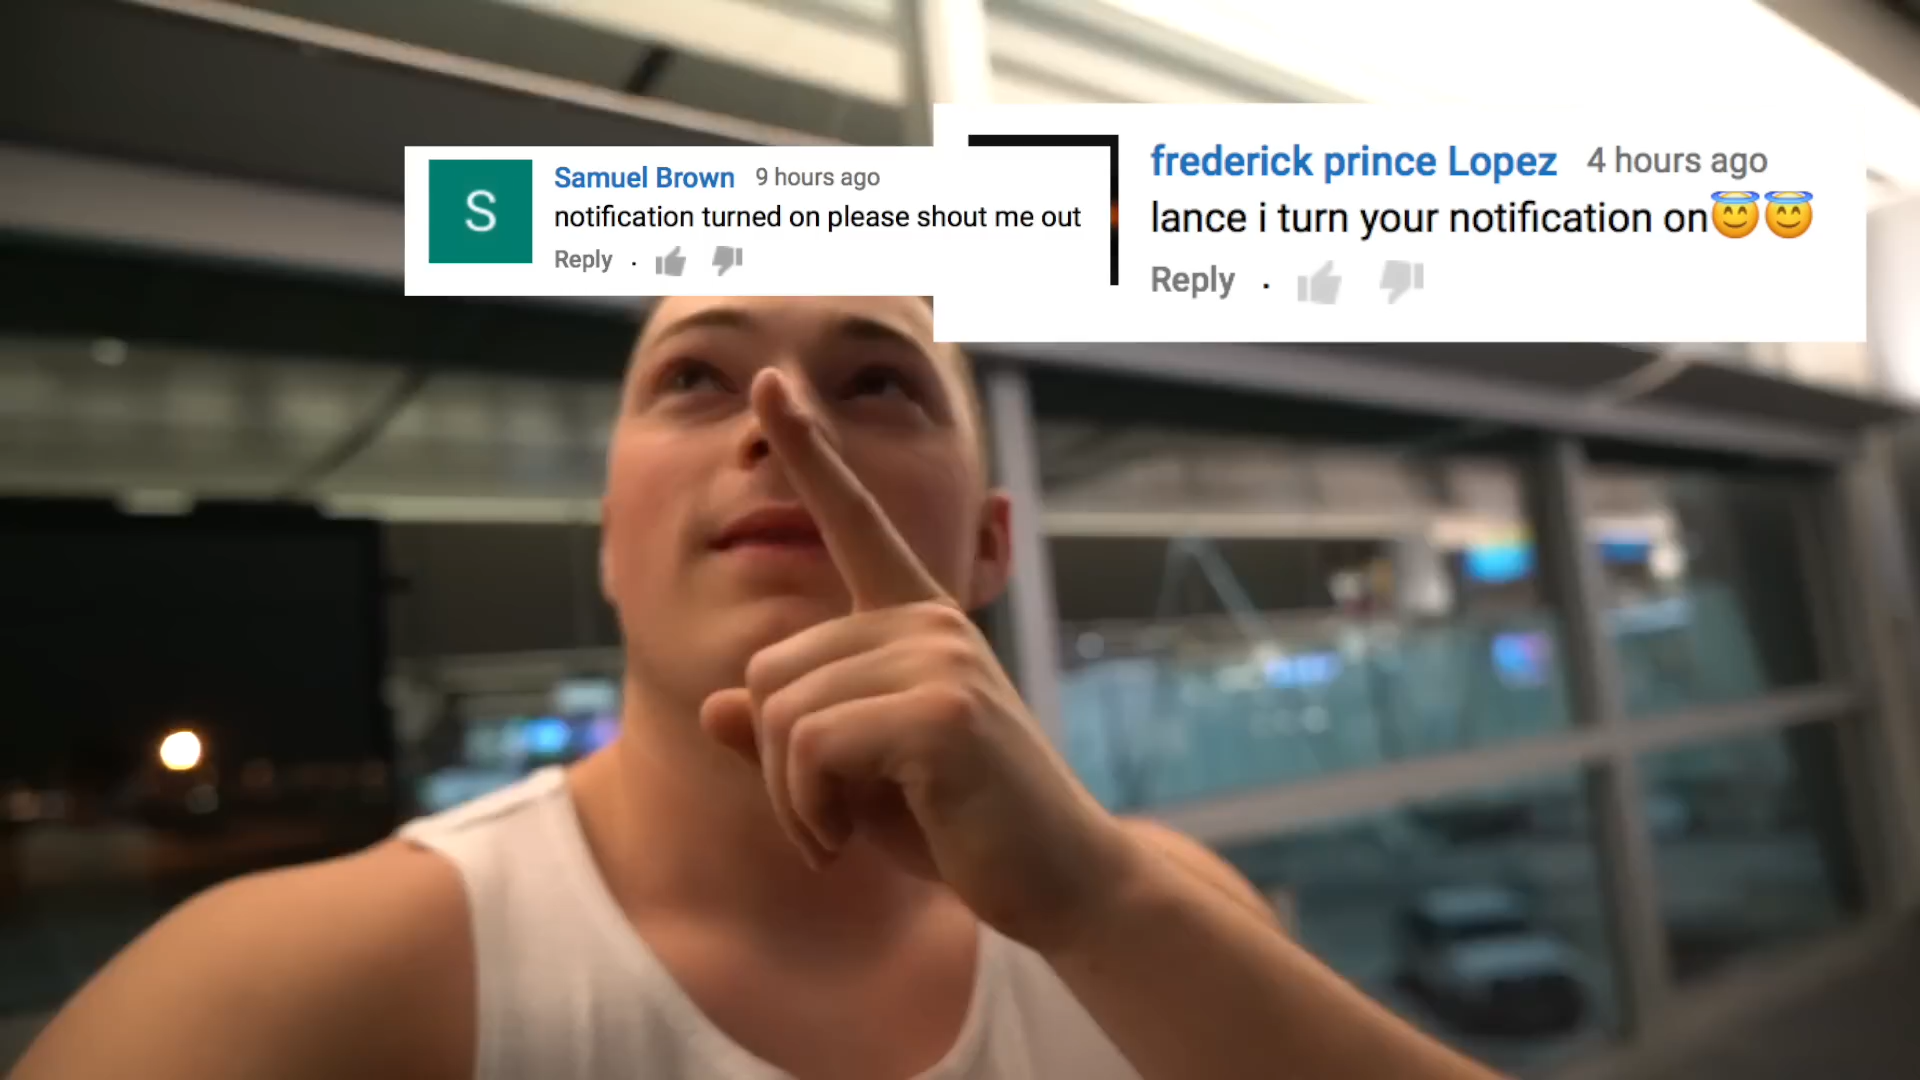 S
Samuel Brown 9 hours ago
notification turned on please shout me out
Reply .
frederick prince Lopez 4 hours ago
lance i turn your notification on😇😇
Reply .